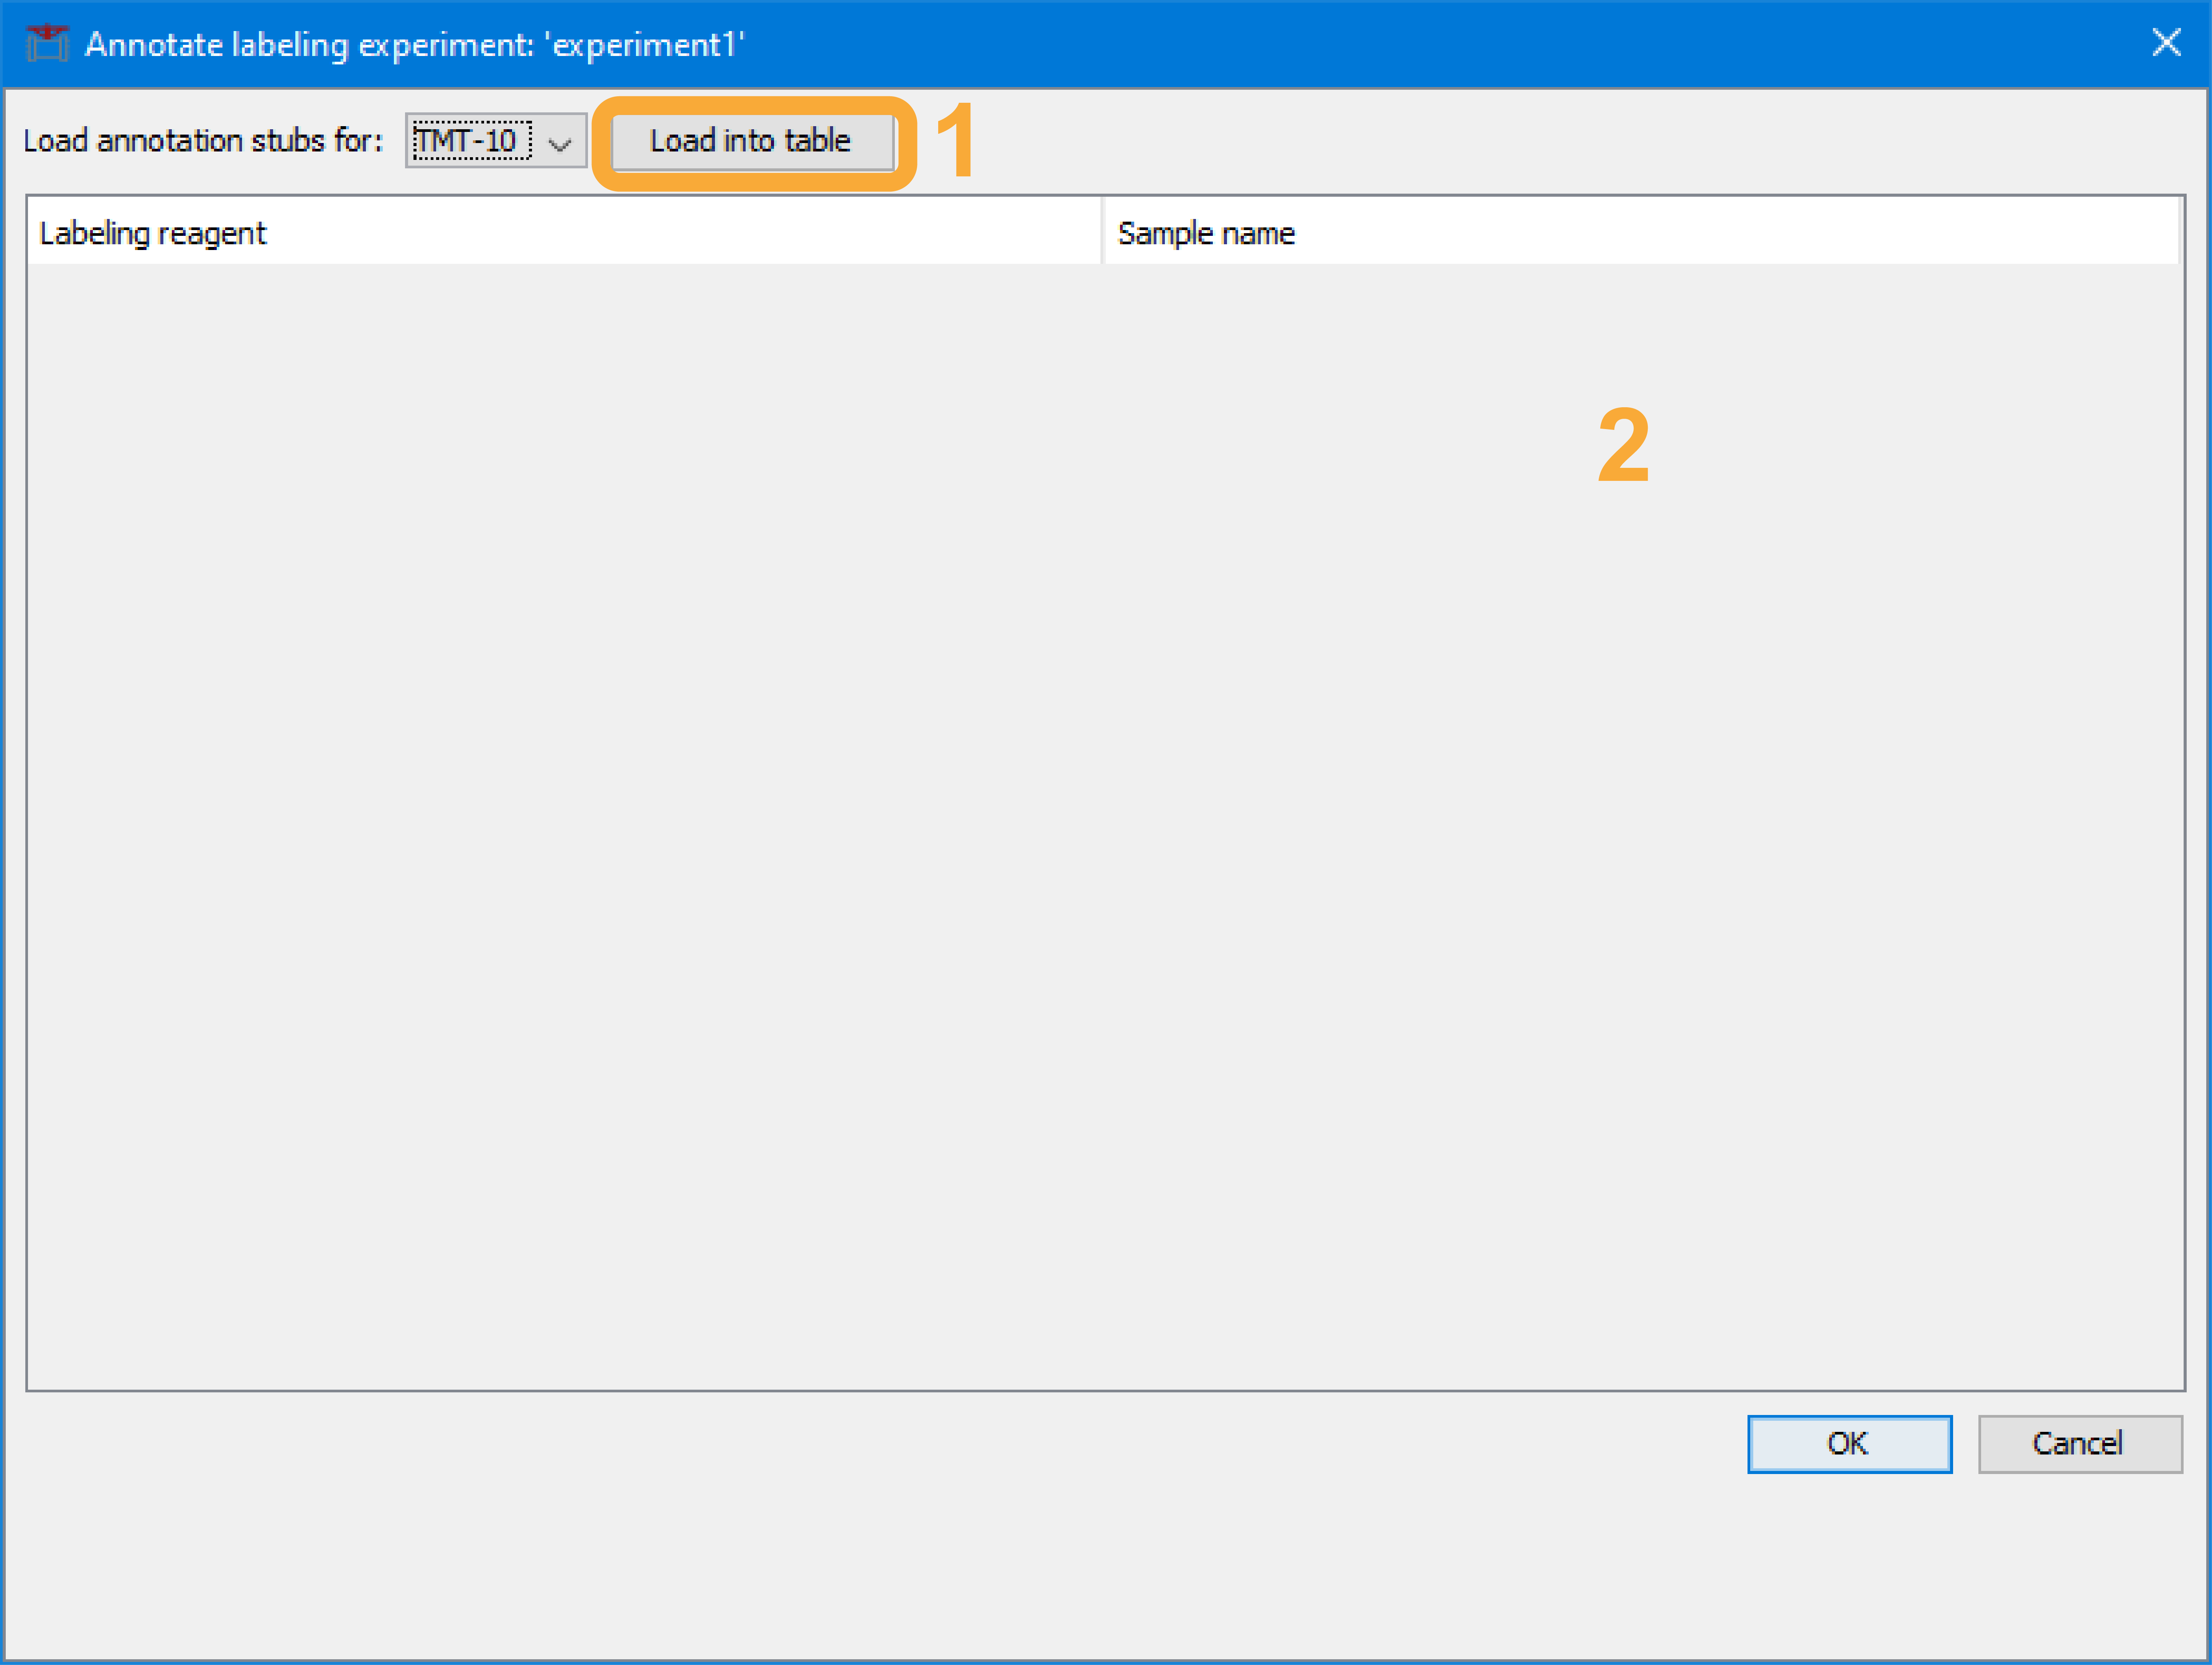 Annotate labeling experiment: 'experiment1'
Load annotation stubs for: TMT-10 Load into table 1
Labeling reagent Sample name
2
OK Cancel